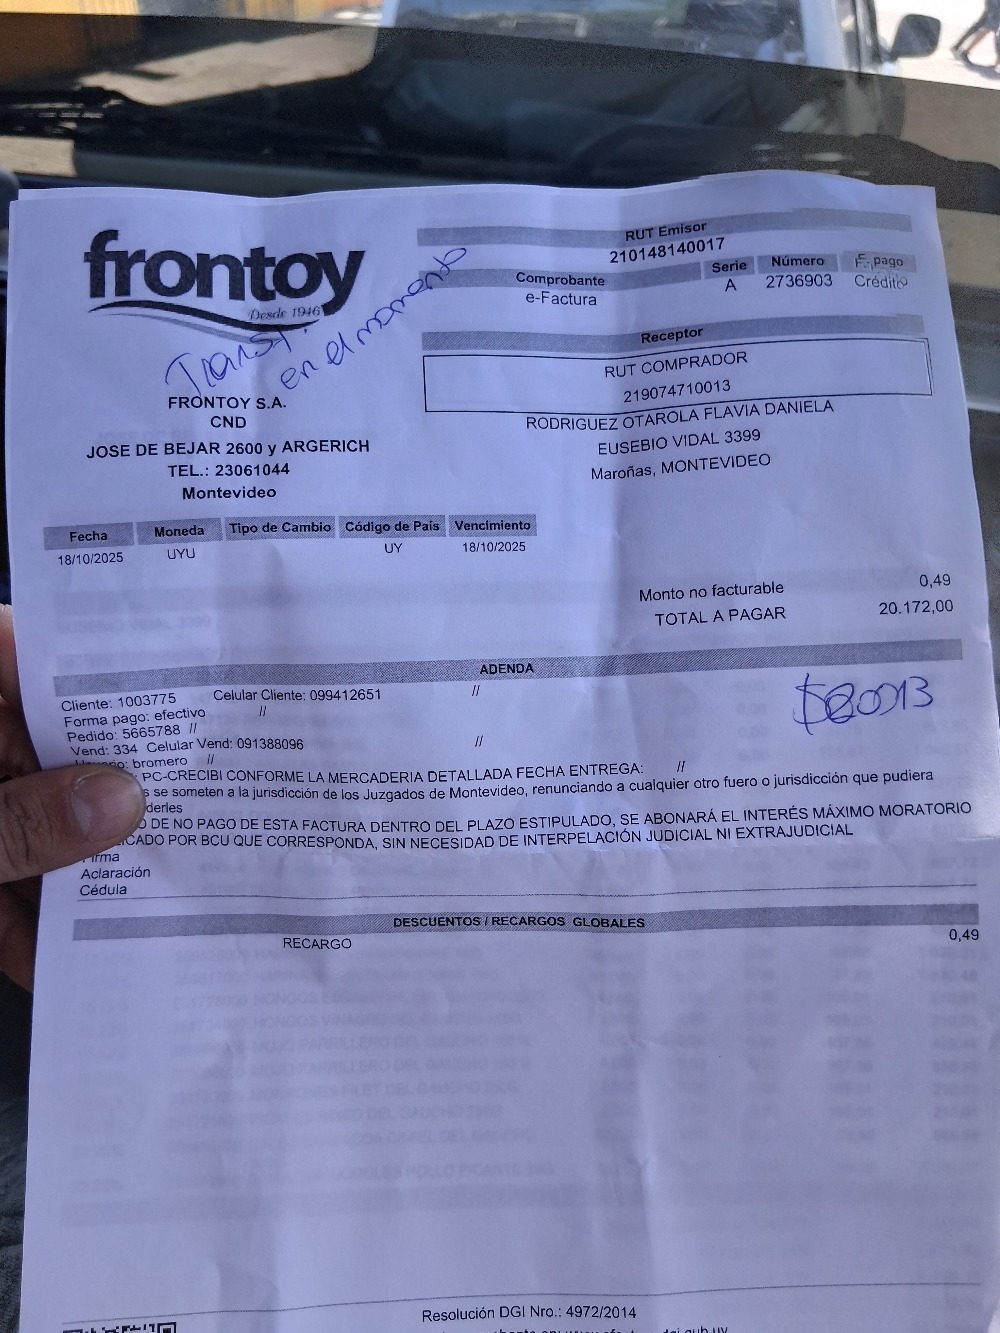 frontoy
Desde 1946
Transf.
en el momento
FRONTOY S.A.
CND
JOSE DE BEJAR 2600 y ARGERICH
TEL.: 23061044
Montevideo
RUT Emisor
210148140017
Comprobante Serie Número F. pago
e-Factura A 2736903 Crédito
Receptor
RUT COMPRADOR
219074710013
RODRIGUEZ OTAROLA FLAVIA DANIELA
EUSEBIO VIDAL 3399
Maroñas, MONTEVIDEO
Fecha Moneda Tipo de Cambio Código de País Vencimiento
18/10/2025 UYU UY 18/10/2025
Monto no facturable 0,49
TOTAL A PAGAR 20.172,00
ADENDA
Cliente: 1003775 Celular Cliente: 099412651 //
Forma pago: efectivo //
Pedido: 5665788 //
Vend: 334 Celular Vend: 091388096 //
bromero //
PC-CRECIBI CONFORME LA MERCADERIA DETALLADA FECHA ENTREGA: //
se someten a la jurisdicción de los Juzgados de Montevideo, renunciando a cualquier otro fuero o jurisdicción que pudiera
DE NO PAGO DE ESTA FACTURA DENTRO DEL PLAZO ESTIPULADO, SE ABONARÁ EL INTERÉS MÁXIMO MORATORIO
POR BCU QUE CORRESPONDA, SIN NECESIDAD DE INTERPELACIÓN JUDICIAL NI EXTRAJUDICIAL
Firma
Aclaración
Cédula
DESCUENTOS / RECARGOS GLOBALES
RECARGO 0,49
Resolución DGI Nro.: 4972/2014